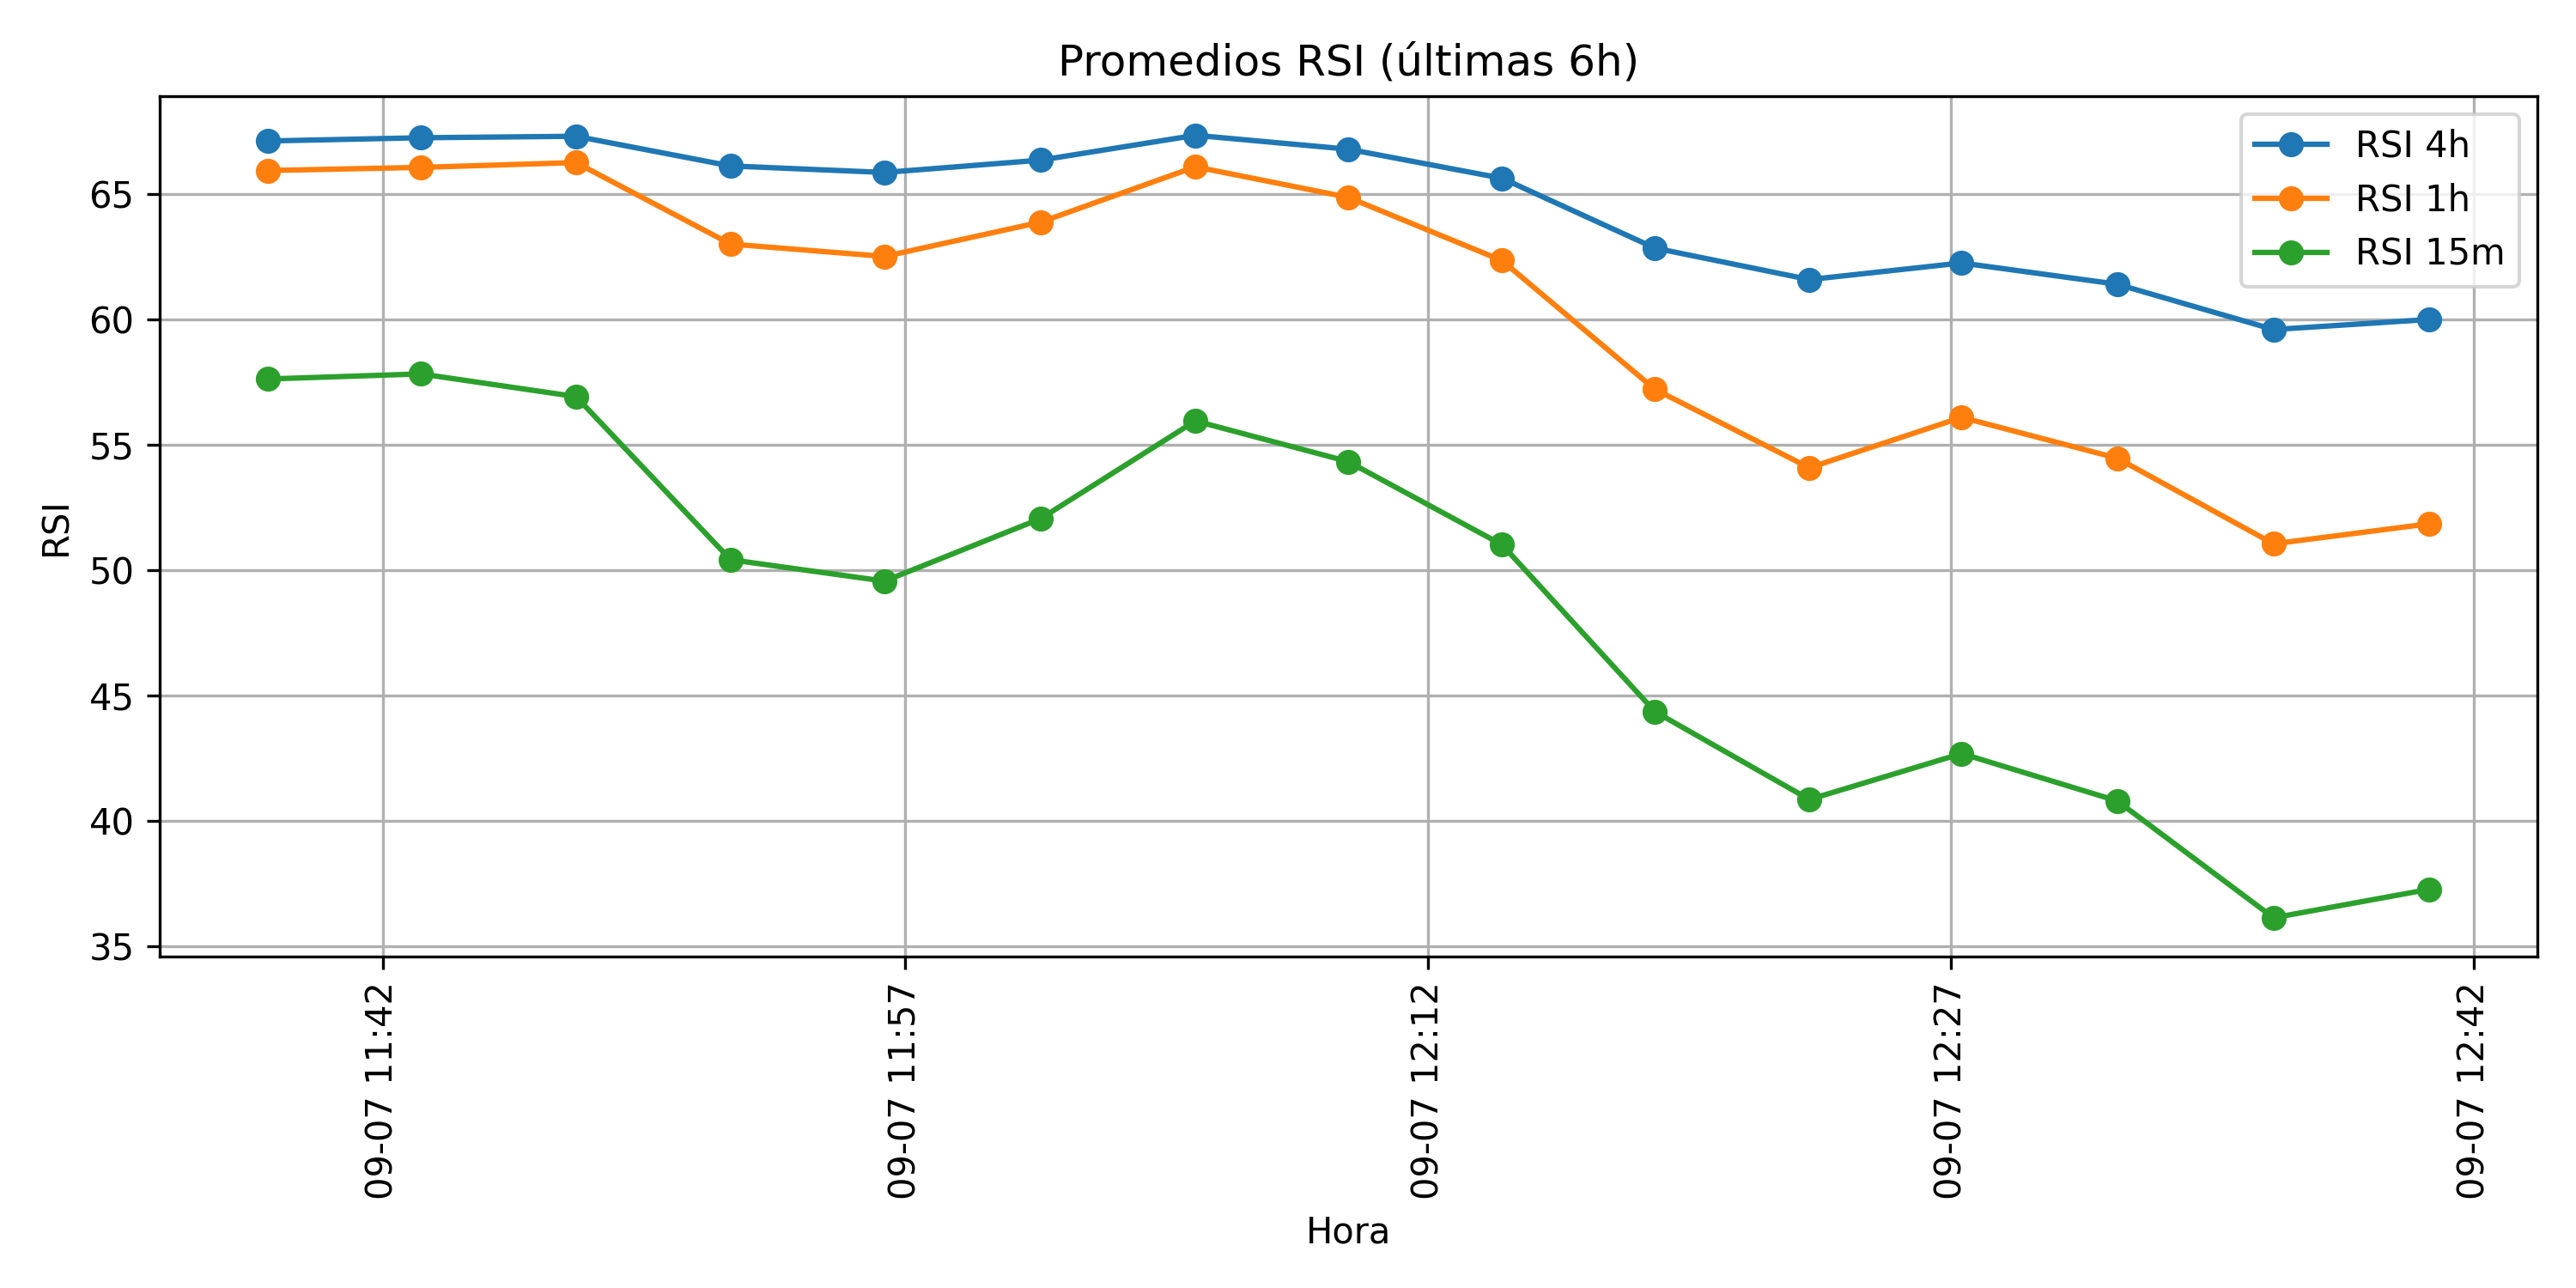 Promedios RSI (últimas 6h)
RSI 4h
RSI 1h
RSI 15m
RSI
65
60
55
50
45
40
35
09-07 11:42
09-07 11:57
09-07 12:12
09-07 12:27
09-07 12:42
Hora